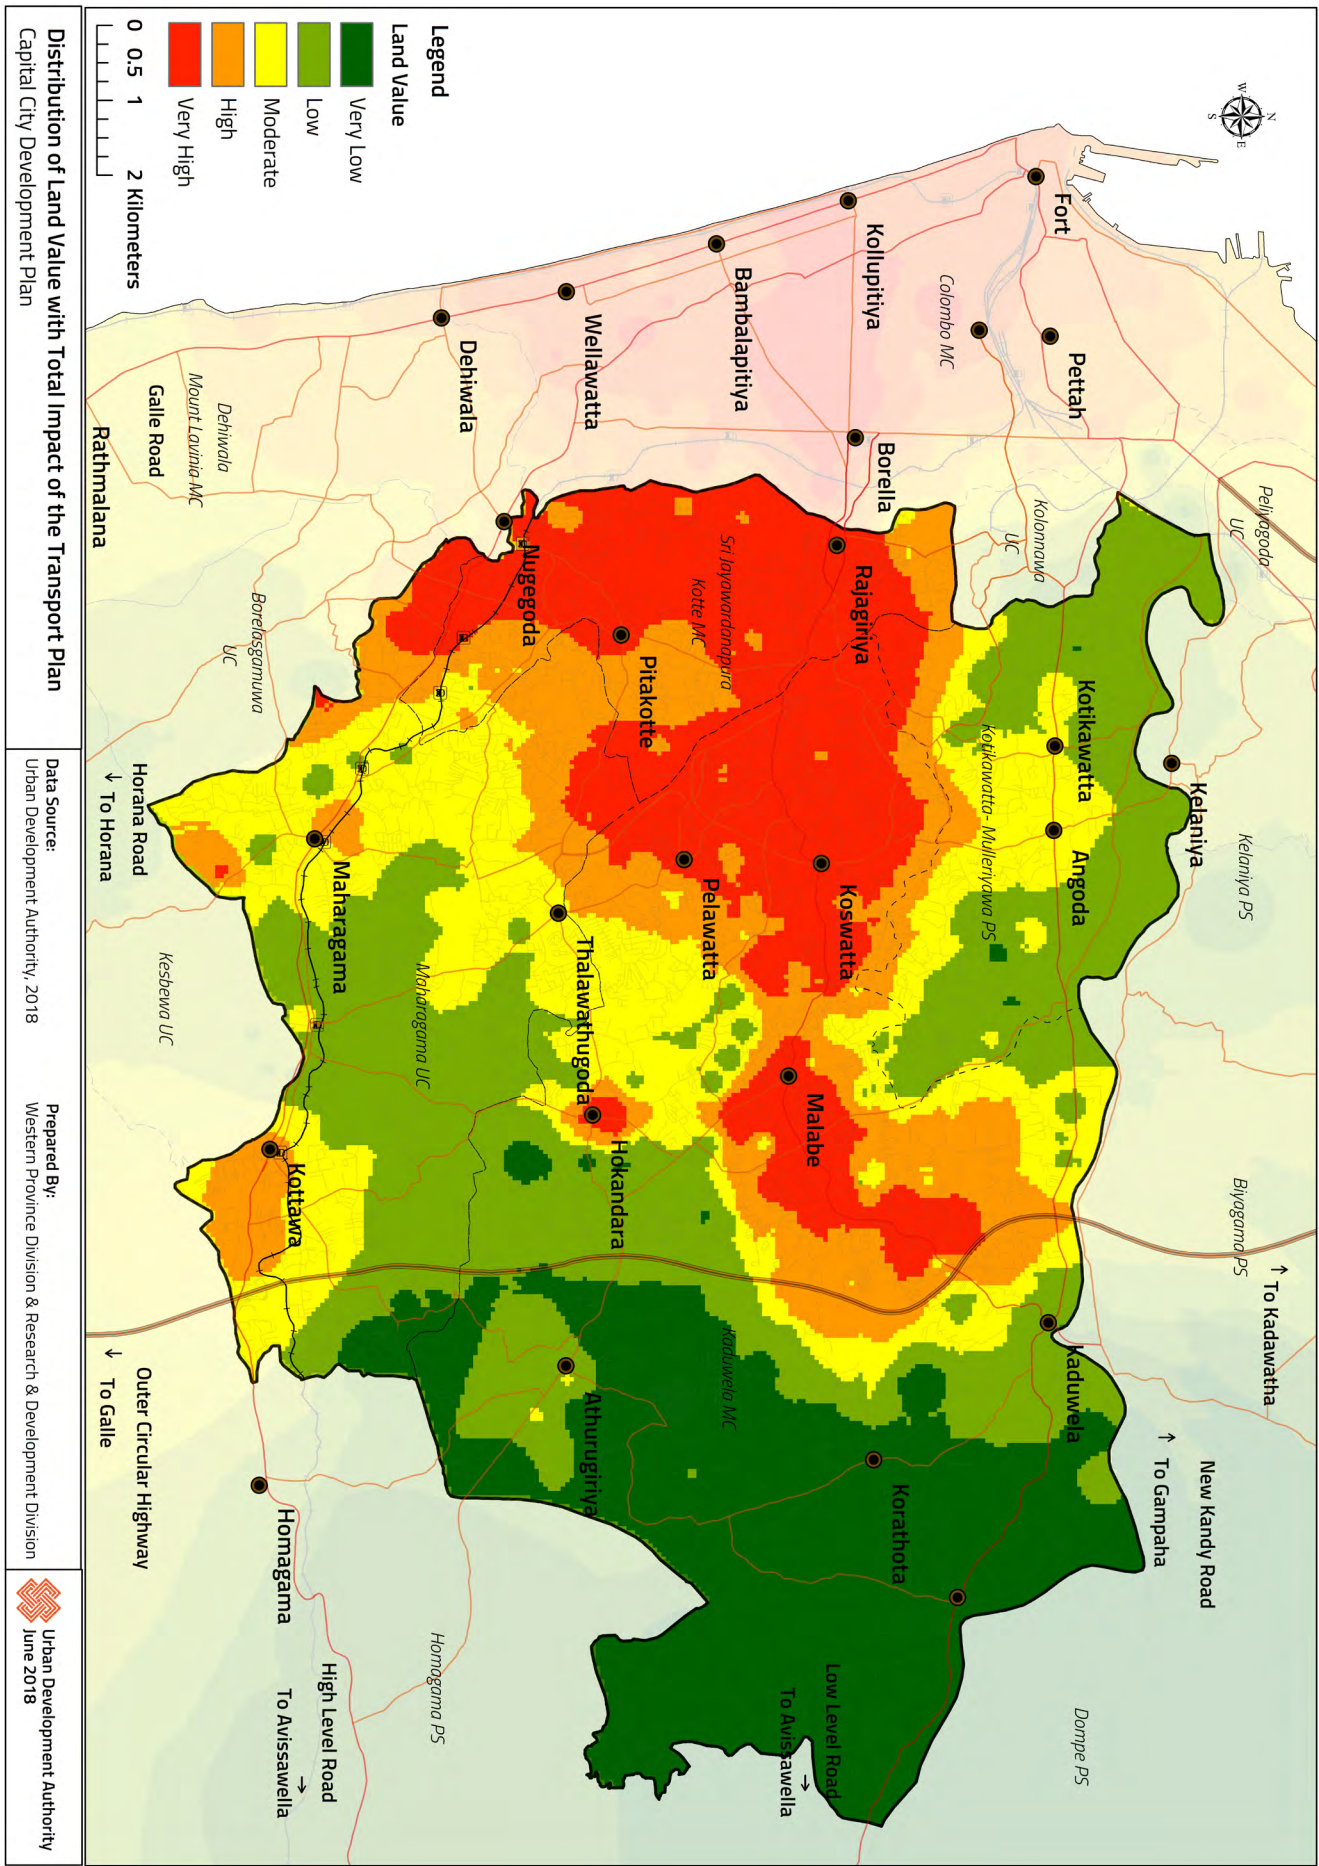 Legend
Land Value
Very Low
Low
Moderate
High
Very High
0 0.5 1 2 Kilometers
N
W
E
S
Fort
Pettah
Colombo MC
Kollupitiya
Bambalapitiya
Wellawatta
Dehiwala
Borella
Dehiwala
Mount Lavinia MC
Galle Road
Rathmalana
Peliyagoda
UC
Kolonnawa
UC
Rajagiriya
Sri Jayawardanapura
Kotte MC
Nugegoda
Pitakotte
Borelasgamuwa
UC
Kotikawatta
Kotikawatta- Mulleriyawa PS
Kelaniya
Kelaniya PS
Angoda
Koswatta
Pelawatta
Thalawathugoda
Maharagama
Maharagama UC
Horana Road
↓ To Horana
Kesbewa UC
Malabe
Hokandara
Kottawa
Biyagama PS
↑ To Kadawatha
Kaduwela
Kaduwela MC
Athurugiriya
Korathota
New Kandy Road
↑ To Gampaha
Outer Circular Highway
↓ To Galle
Homagama
Homagama PS
High Level Road
To Avissawella →
Low Level Road
To Avissawella →
Dompe PS
Distribution of Land Value with Total Impact of the Transport Plan
Capital City Development Plan
Data Source:
Urban Development Authority, 2018
Prepared By:
Western Province Division & Research & Development Division
Urban Development Authority
June 2018